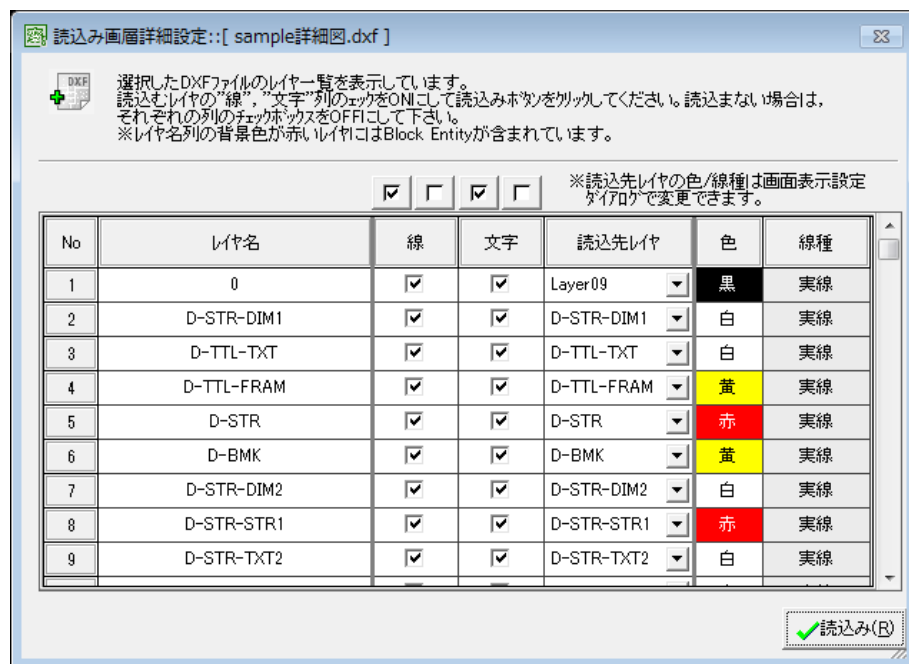 読込み画層詳細設定::[ sample詳細図.dxf ]
DXF
選択したDXFファイルのレイヤ一覧を表示しています。
読込むレイヤの"線", "文字"列のェックをONにして読込みボタンをクリックしてください。読込まない場合は,
それぞれの列のチェックボックスをOFFにして下さい。
※レイヤ名列の背景色が赤いレイヤにはBlock Entityが含まれています。
※読込先レイヤの色/線種は画面表示設定
ダイアログで変更できます。
No レイヤ名 線 文字 読込先レイヤ 色 線種
1 0 Layer09 黒 実線
2 D-STR-DIM1 D-STR-DIM1 白 実線
3 D-TTL-TXT D-TTL-TXT 白 実線
4 D-TTL-FRAM D-TTL-FRAM 黄 実線
5 D-STR D-STR 赤 実線
6 D-BMK D-BMK 黄 実線
7 D-STR-DIM2 D-STR-DIM2 白 実線
8 D-STR-STR1 D-STR-STR1 赤 実線
9 D-STR-TXT2 D-STR-TXT2 白 実線
読込み(R)